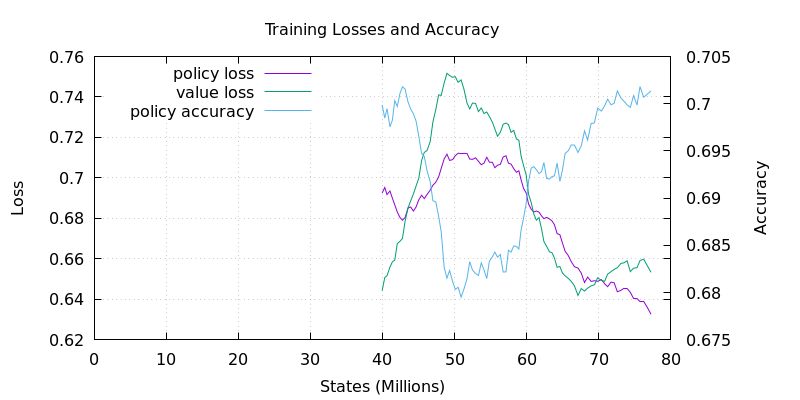 Training Losses and Accuracy
0.76
0.74
0.72
0.7
0.68
0.66
0.64
0.62
Loss
policy loss
value loss
policy accuracy
0.705
0.7
0.695
0.69
0.685
0.68
0.675
Accuracy
0 10 20 30 40 50 60 70 80
States (Millions)